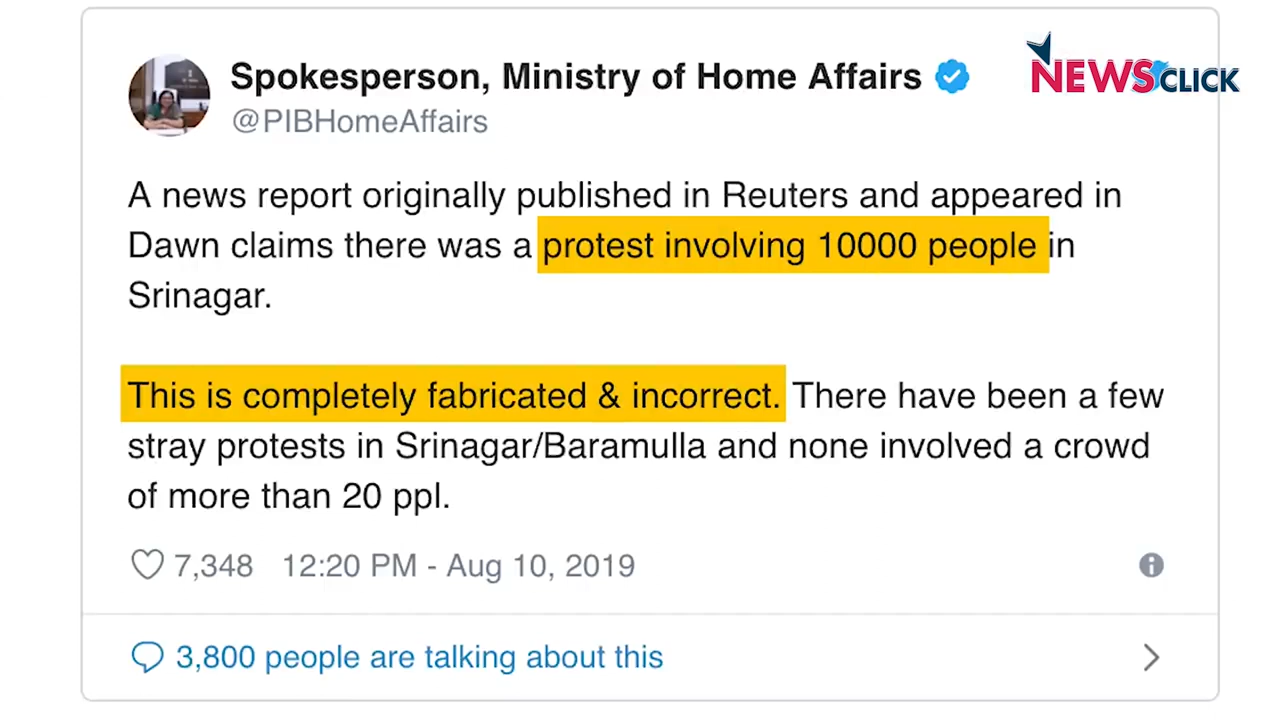 Spokesperson, Ministry of Home Affairs
NEWSCLICK
@PIBHomeAffairs
A news report originally published in Reuters and appeared in
Dawn claims there was a protest involving 10000 people in
Srinagar.
This is completely fabricated & incorrect. There have been a few
stray protests in Srinagar/Baramulla and none involved a crowd
of more than 20 ppl.
7,348 12:20 PM - Aug 10, 2019
3,800 people are talking about this